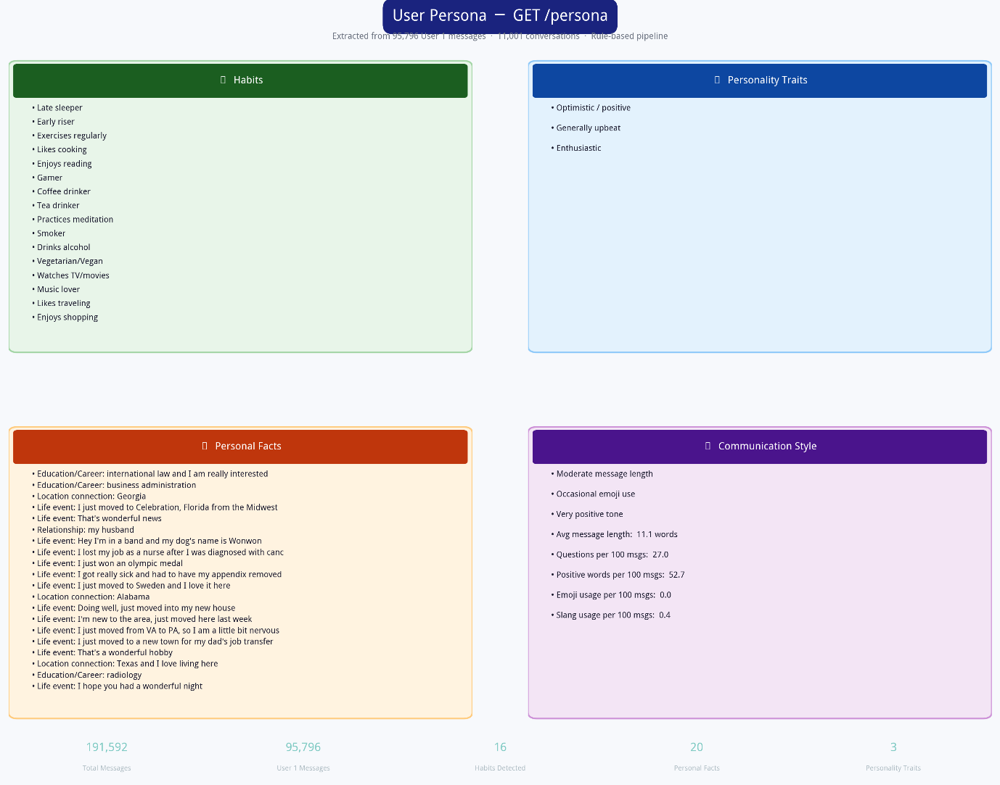 User Persona — GET /persona
Extracted from 95,796 User 1 messages · 11,001 conversations · Rule-based pipeline
Habits
• Late sleeper
• Early riser
• Exercises regularly
• Likes cooking
• Enjoys reading
• Gamer
• Coffee drinker
• Tea drinker
• Practices meditation
• Smoker
• Drinks alcohol
• Vegetarian/Vegan
• Watches TV/movies
• Music lover
• Likes traveling
• Enjoys shopping
Personality Traits
• Optimistic / positive
• Generally upbeat
• Enthusiastic
Personal Facts
• Education/Career: international law and I am really interested
• Education/Career: business administration
• Location connection: Georgia
• Life event: I just moved to Celebration, Florida from the Midwest
• Life event: That's wonderful news
• Relationship: my husband
• Life event: Hey I'm in a band and my dog's name is Wonwon
• Life event: I lost my job as a nurse after I was diagnosed with canc
• Life event: I just won an olympic medal
• Life event: I got really sick and had to have my appendix removed
• Life event: I just moved to Sweden and I love it here
• Location connection: Alabama
• Life event: Doing well, just moved into my new house
• Life event: I'm new to the area, just moved here last week
• Life event: I just moved from VA to PA, so I am a little bit nervous
• Life event: I just moved to a new town for my dad's job transfer
• Life event: That's a wonderful hobby
• Location connection: Texas and I love living here
• Education/Career: radiology
• Life event: I hope you had a wonderful night
Communication Style
• Moderate message length
• Occasional emoji use
• Very positive tone
• Avg message length: 11.1 words
• Questions per 100 msgs: 27.0
• Positive words per 100 msgs: 52.7
• Emoji usage per 100 msgs: 0.0
• Slang usage per 100 msgs: 0.4
191,592
Total Messages
95,796
User 1 Messages
16
Habits Detected
20
Personal Facts
3
Personality Traits